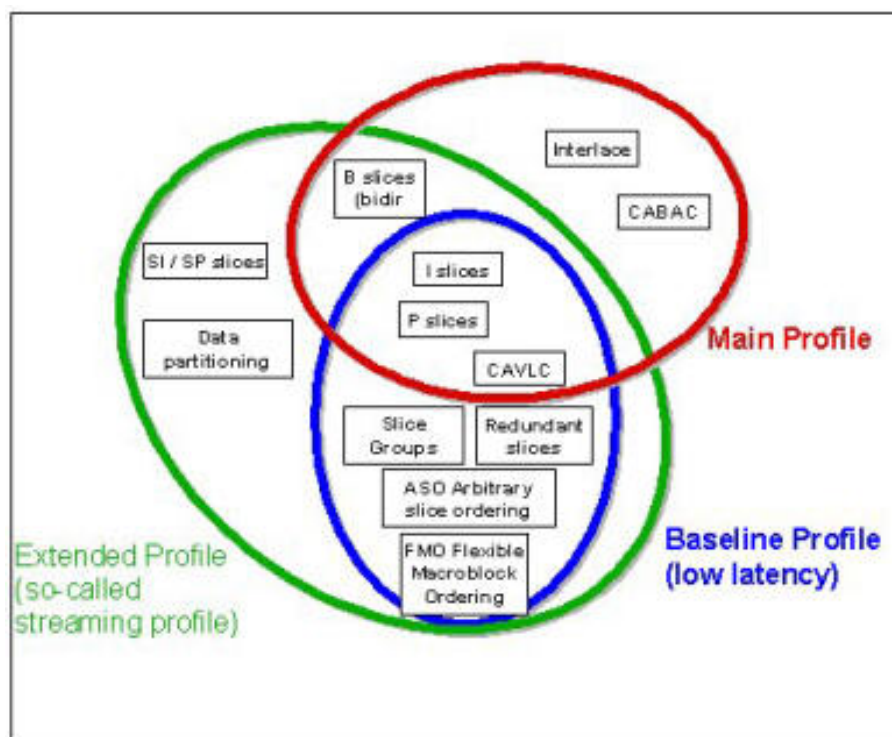 Interlace
B slices
(bidir
CABAC
SI / SP slices
I slices
P slices
Data
partitioning
Main Profile
CAVLC
Slice
Groups
Redundant
slices
ASO Arbitrary
slice ordering
Extended Profile
(so-called
streaming profile)
FMO Flexible
Macroblock
Ordering
Baseline Profile
(low latency)